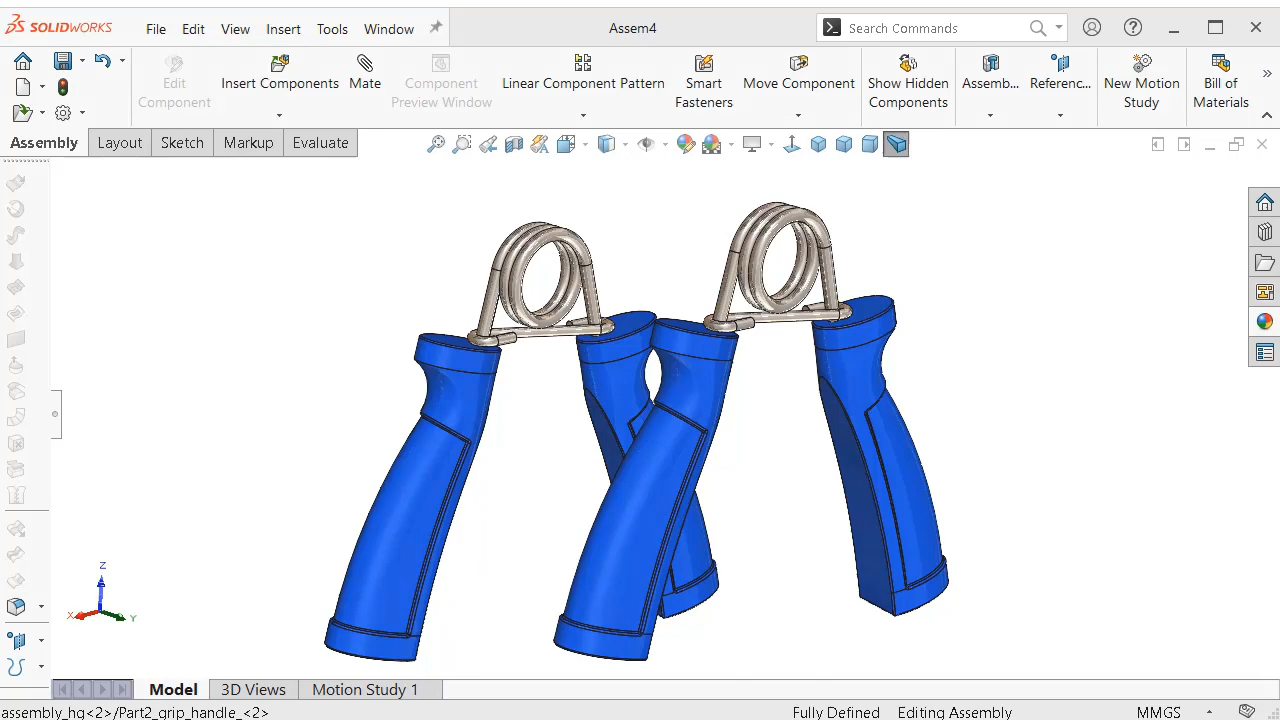 SOLIDWORKS File Edit View Insert Tools Window Assem4 Search Commands
Edit Component
Insert Components
Mate
Component Preview Window
Linear Component Pattern
Smart Fasteners
Move Component
Show Hidden Components
Assemb...
Referenc...
New Motion Study
Bill of Materials
Assembly Layout Sketch Markup Evaluate
Z
X
Y
Model 3D Views Motion Study 1
assembly_hg<2>/Part2_grip_handle_<2> Fully Defined Editing Assembly MMGS